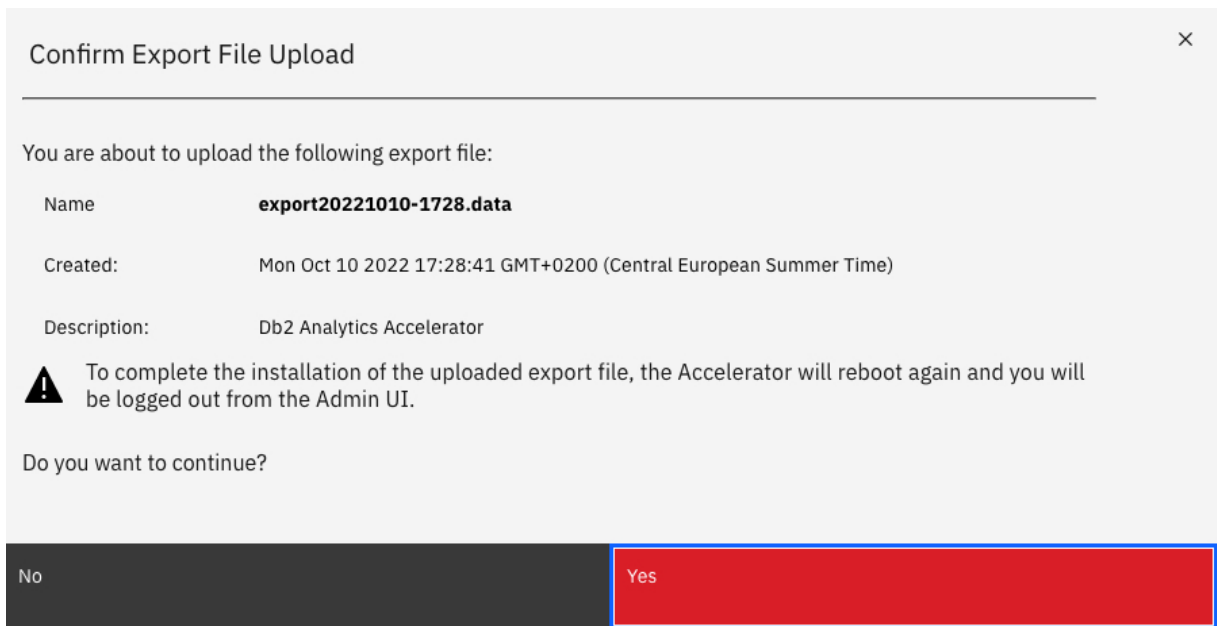 Confirm Export File Upload
You are about to upload the following export file:
Name export20221010-1728.data
Created: Mon Oct 10 2022 17:28:41 GMT+0200 (Central European Summer Time)
Description: Db2 Analytics Accelerator
To complete the installation of the uploaded export file, the Accelerator will reboot again and you will
be logged out from the Admin UI.
Do you want to continue?
No Yes